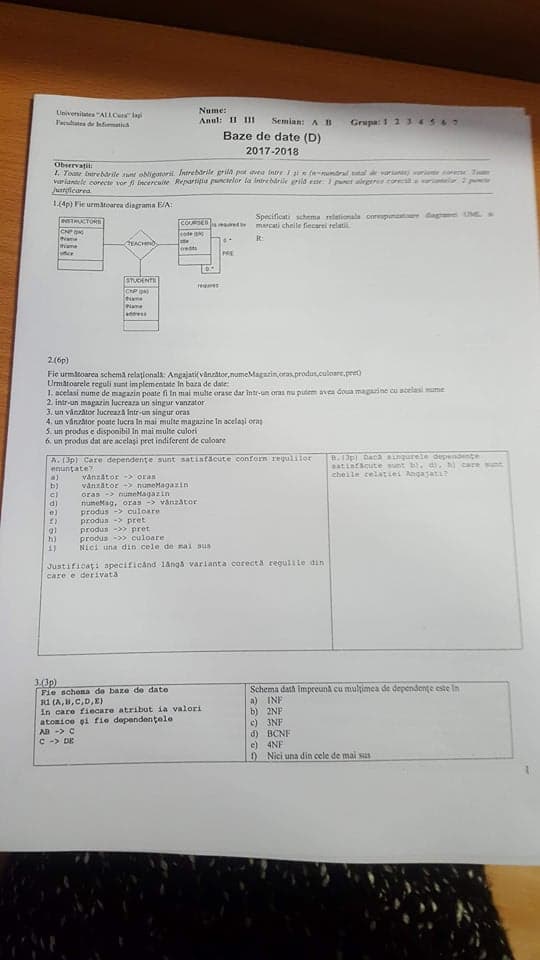 Universitatea "Al.I.Cuza" Iaşi
Facultatea de Informatică
Nume:
Anul: II III Semian: A B Grupa: 1 2 3 4 5 6 7
Baze de date (D)
2017-2018
Observaţii:
1. Toate întrebările sunt obligatorii. Întrebările grilă pot avea între 1 şi n (n=numărul total de variante) variante corecte. Toate
variantele corecte vor fi încercuite. Repartiţia punctelor la întrebările grilă este: 1 punct alegerea corectă a variantelor, 2 puncte
justificarea.
1.(4p) Fie următoarea diagrama E/A:
Specificati schema relationala corespunzatoare diagramei UML si
marcati cheile fiecarei relatii.
R:
INSTRUCTORS
CNP (pk)
fName
lName
office
TEACHING
COURSES
code (pk)
title
credits
is required by
0..*
PRE
0..*
requires
STUDENTS
CNP (pk)
fName
lName
address
2.(6p)
Fie următoarea schemă relaţională: Angajati(vânzător,numeMagazin,oras,produs,culoare,pret)
Următoarele reguli sunt implementate în baza de date:
1. acelasi nume de magazin poate fi în mai multe orase dar într-un oras nu putem avea doua magazine cu acelasi nume
2. intr-un magazin lucreaza un singur vanzator
3. un vânzător lucrează într-un singur oras
4. un vânzător poate lucra în mai multe magazine în acelaşi oraş
5. un produs e disponibil în mai multe culori
6. un produs dat are acelaşi pret indiferent de culoare
A.(3p) Care dependenţe sunt satisfăcute conform regulilor
enunţate?
a) vânzător -> oras
b) vânzător -> numeMagazin
c) oras -> numeMagazin
d) numeMag, oras -> vânzător
e) produs -> culoare
f) produs -> pret
g) produs ->> pret
h) produs ->> culoare
i) Nici una din cele de mai sus
Justificaţi specificând lângă varianta corectă regulile din
care e derivată
B.(3p) Dacă singurele dependenţe
satisfăcute sunt b), d), h) care sunt
cheile relaţiei Angajati?
3.(3p)
Fie schema de baze de date
R1(A,B,C,D,E)
în care fiecare atribut ia valori
atomice şi fie dependenţele
AB -> C
C -> DE
Schema dată împreună cu mulţimea de dependenţe este în
a) 1NF
b) 2NF
c) 3NF
d) BCNF
e) 4NF
f) Nici una din cele de mai sus
1